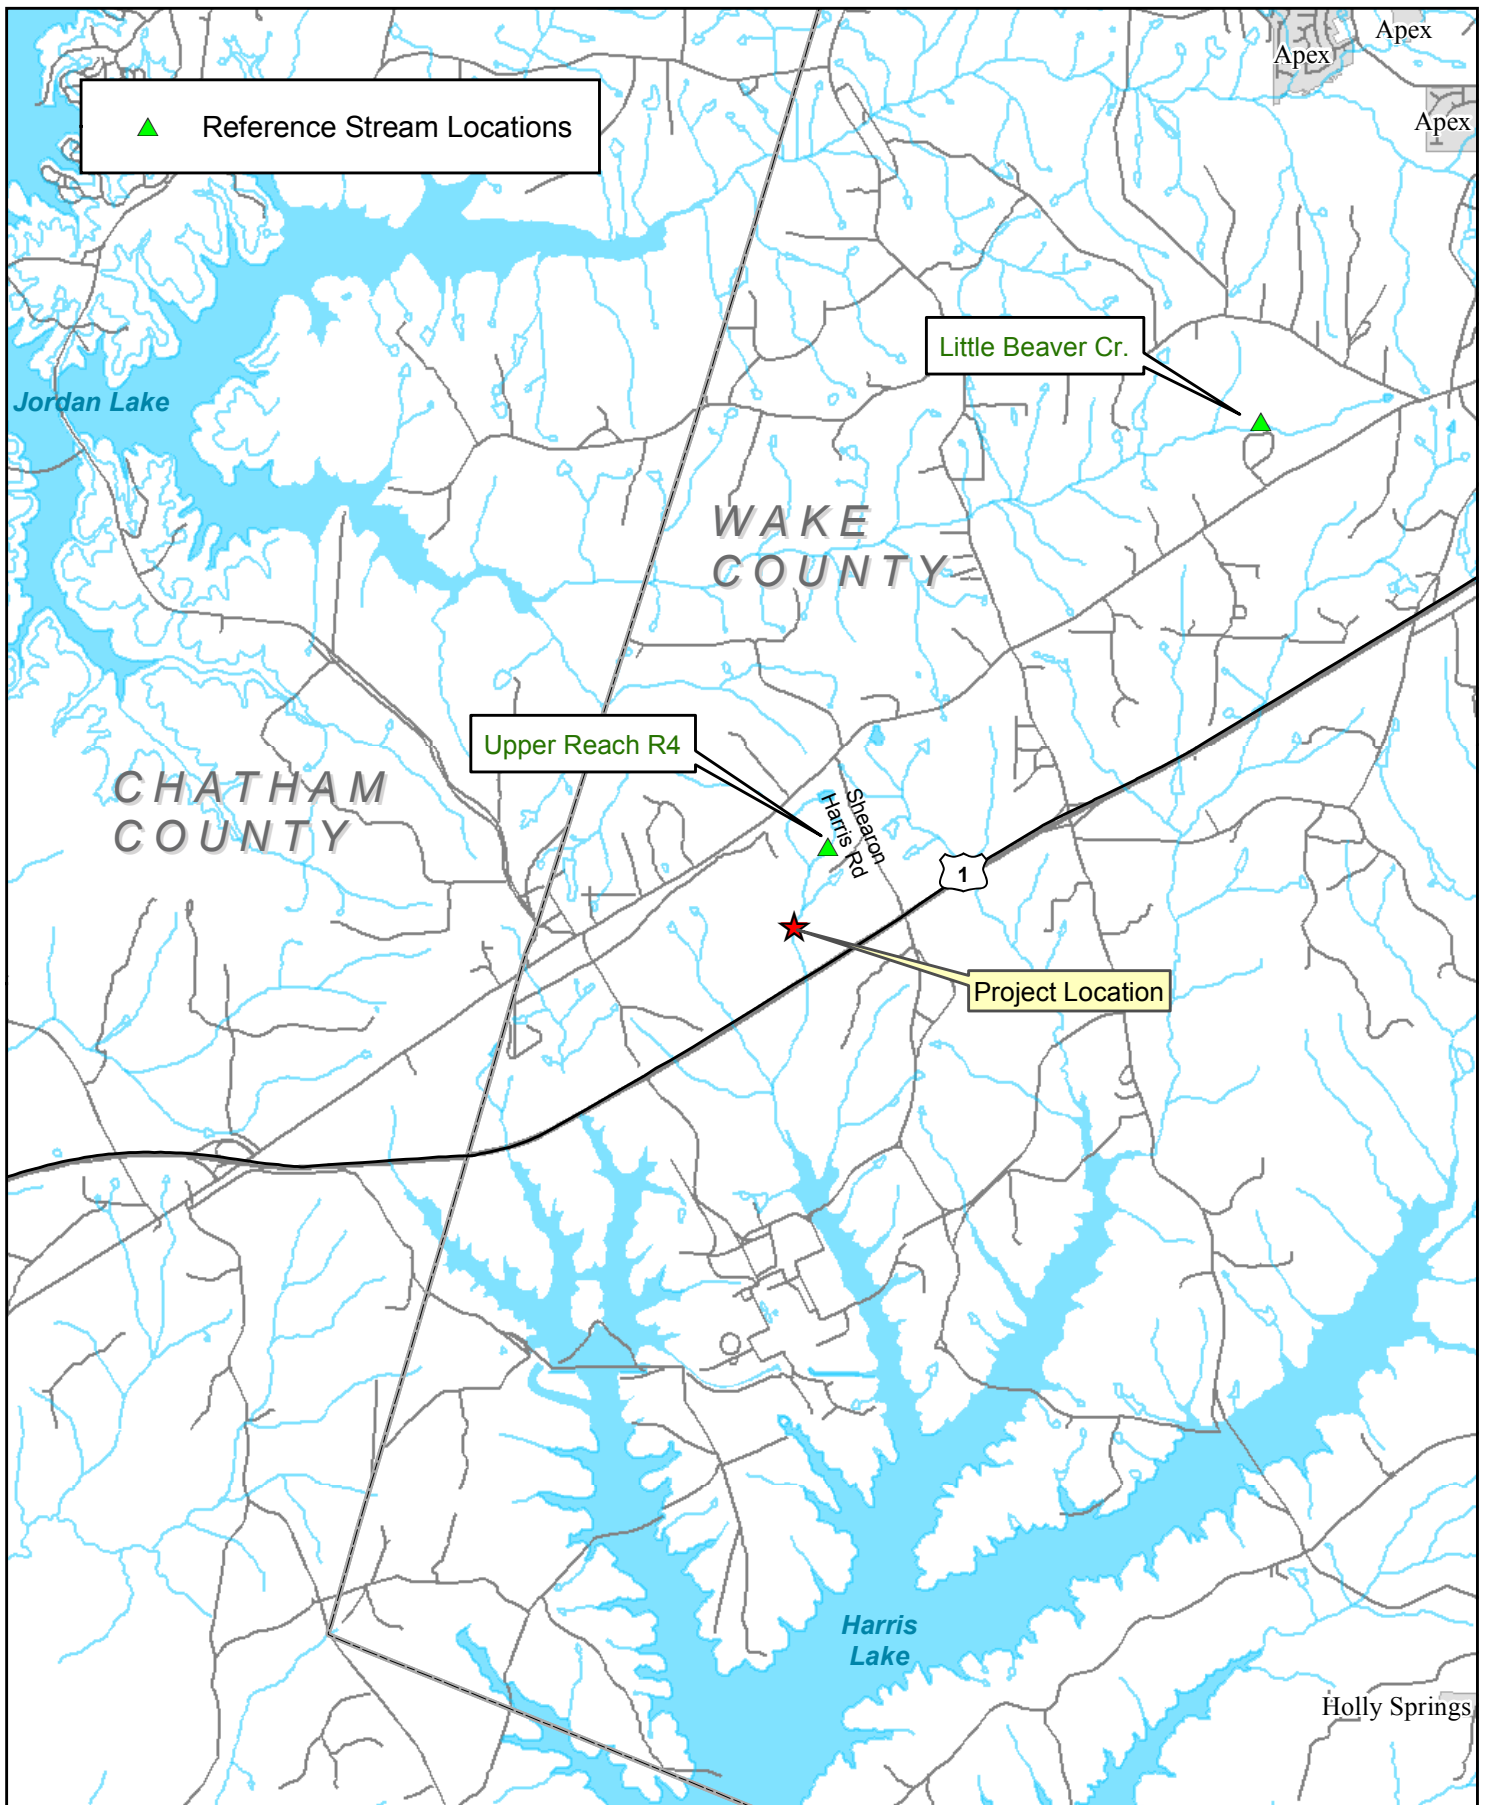 Apex
Apex
Reference Stream Locations
Apex
Little Beaver Cr.
Jordan Lake
WAKE
COUNTY
Upper Reach R4
CHATHAM
COUNTY
Shearon
Harris Rd
1
Project Location
Harris
Lake
Holly Springs